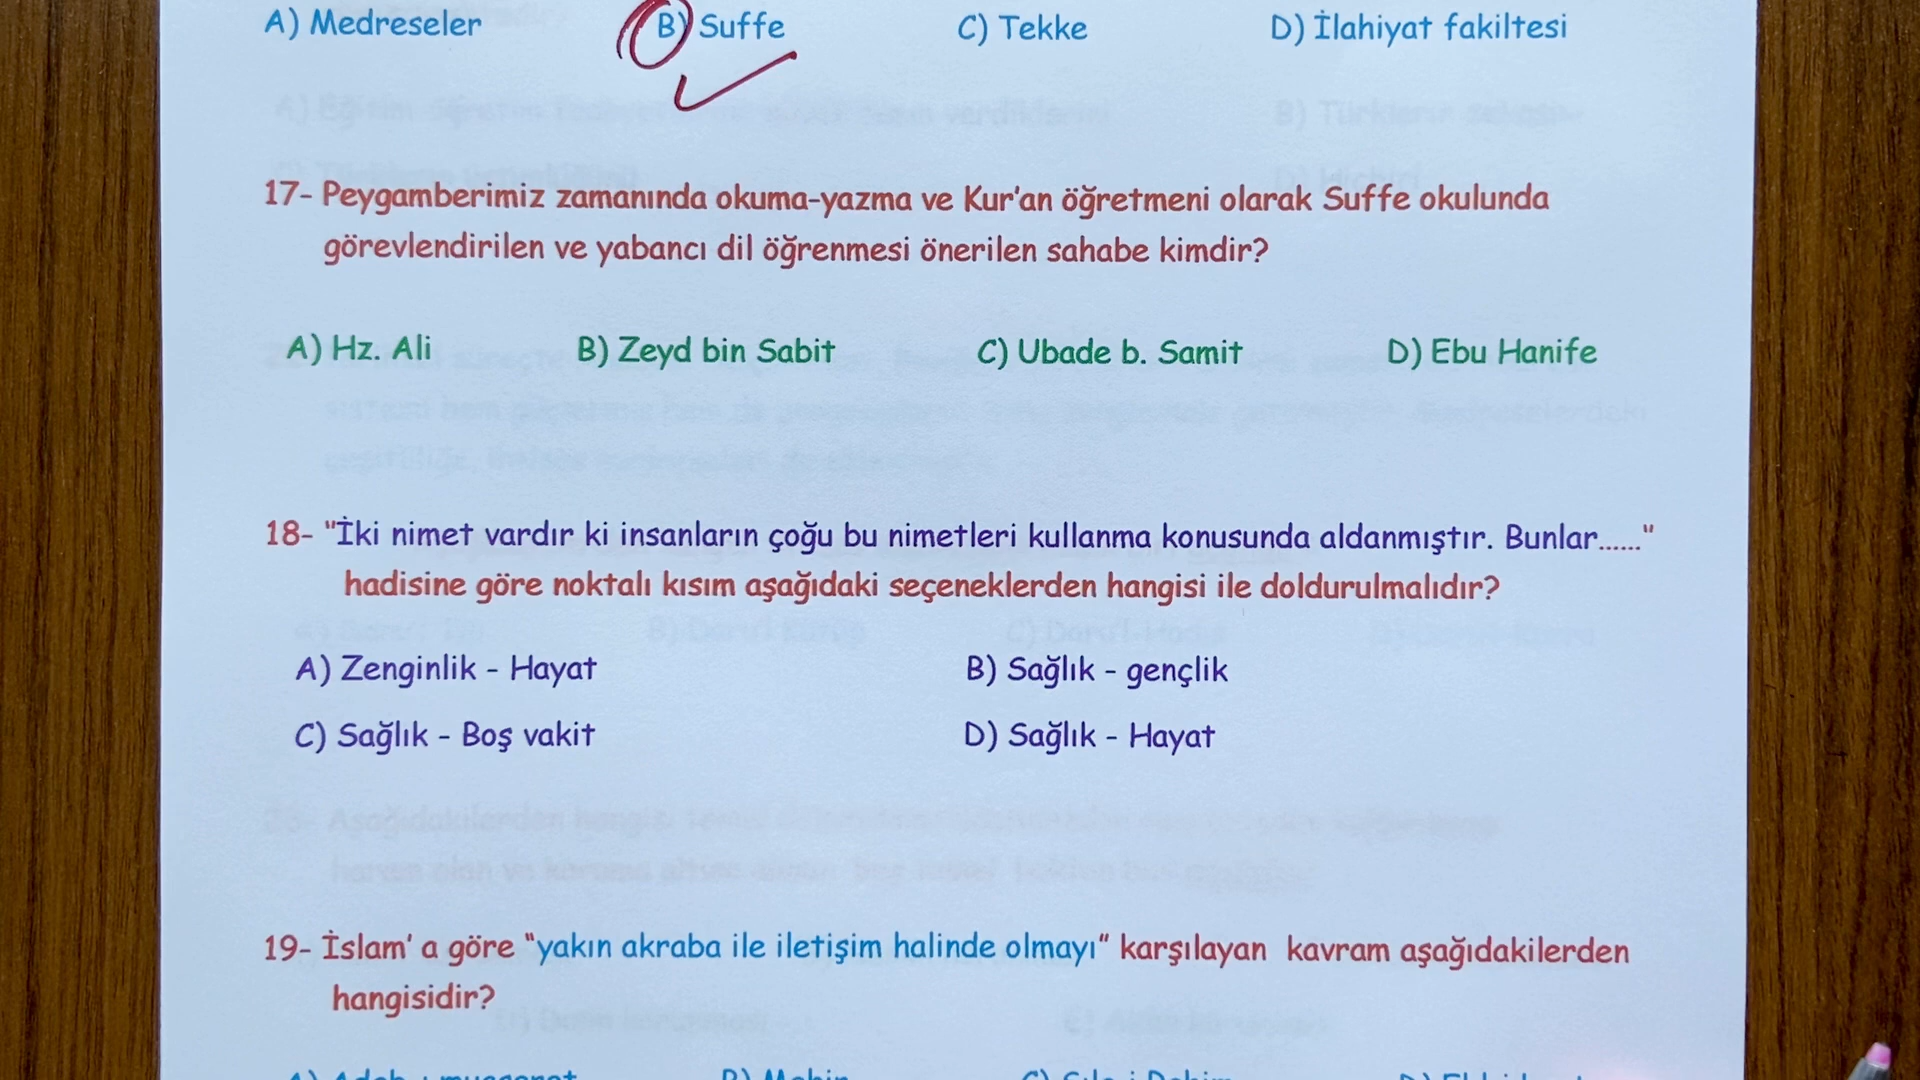 A) Medreseler B) Suffe C) Tekke D) İlahiyat fakiltesi
17- Peygamberimiz zamanında okuma-yazma ve Kur'an öğretmeni olarak Suffe okulunda
görevlendirilen ve yabancı dil öğrenmesi önerilen sahabe kimdir?
A) Hz. Ali B) Zeyd bin Sabit C) Ubade b. Samit D) Ebu Hanife
18- "İki nimet vardır ki insanların çoğu bu nimetleri kullanma konusunda aldanmıştır. Bunlar......"
hadisine göre noktalı kısım aşağıdaki seçeneklerden hangisi ile doldurulmalıdır?
A) Zenginlik - Hayat B) Sağlık - gençlik
C) Sağlık - Boş vakit D) Sağlık - Hayat
19- İslam' a göre "yakın akraba ile iletişim halinde olmayı" karşılayan kavram aşağıdakilerden
hangisidir?